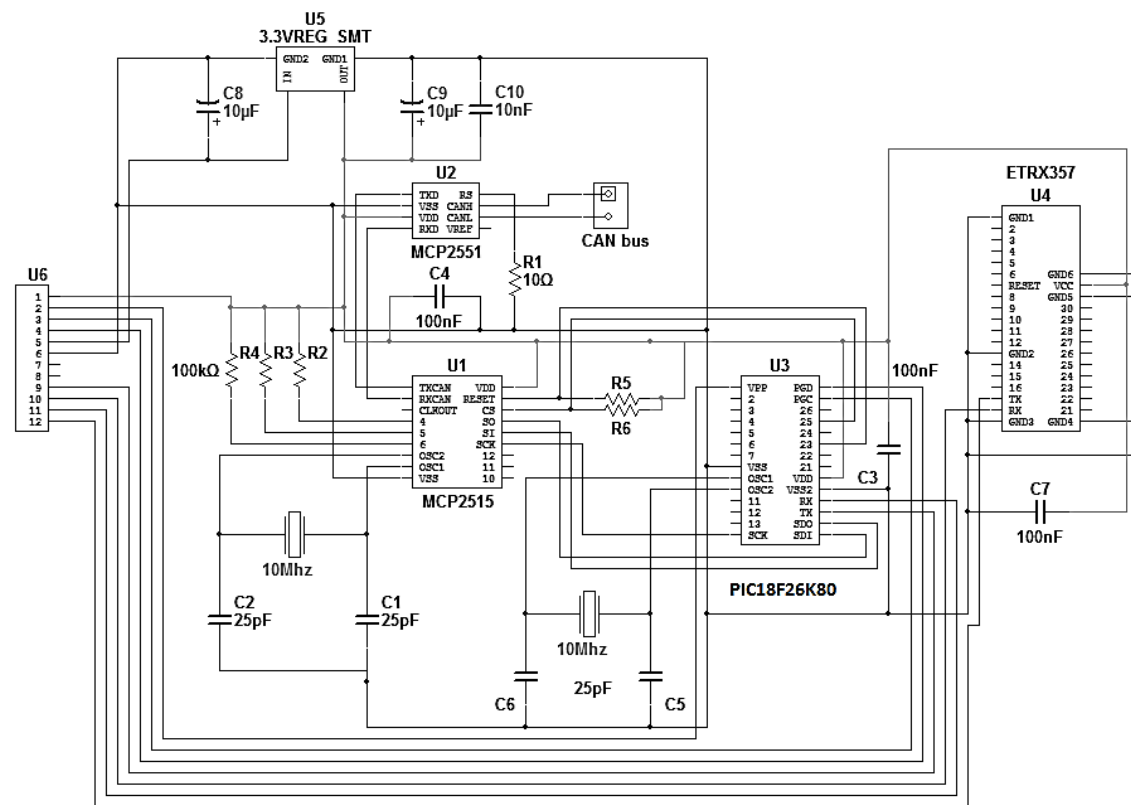 U5
3.3VREG SMT
GND2 GND1
IN OUT
C8
10µF
+
C9
10µF
+
C10
10nF
U2
TXD RS
VSS CANH
VDD CANL
RXD VREF
MCP2551
CAN bus
R1
10Ω
C4
100nF
ETRX357
U4
GND1
2
3
4
5
6 GND6
RESET VCC
8 GND5
9 30
10 29
11 28
12 27
GND2 26
14 25
15 24
16 23
TX 22
RX 21
GND3 GND4
U6
1
2
3
4
5
6
7
8
9
10
11
12
100kΩ
R4
R3
R2
U1
TXCAN VDD
RXCAN RESET
CLKOUT CS
4 SO
5 SI
6 SCK
OSC2 12
OSC1 11
VSS 10
MCP2515
R5
R6
U3
VPP PGD
2 PGC
3 26
4 25
5 24
6 23
7 22
VSS 21
OSC1 VDD
OSC2 VSS2
11 RX
12 TX
13 SDO
SCK SDI
PIC18F26K80
100nF
C3
C7
100nF
10Mhz
C2
25pF
C1
25pF
10Mhz
C6
25pF
C5